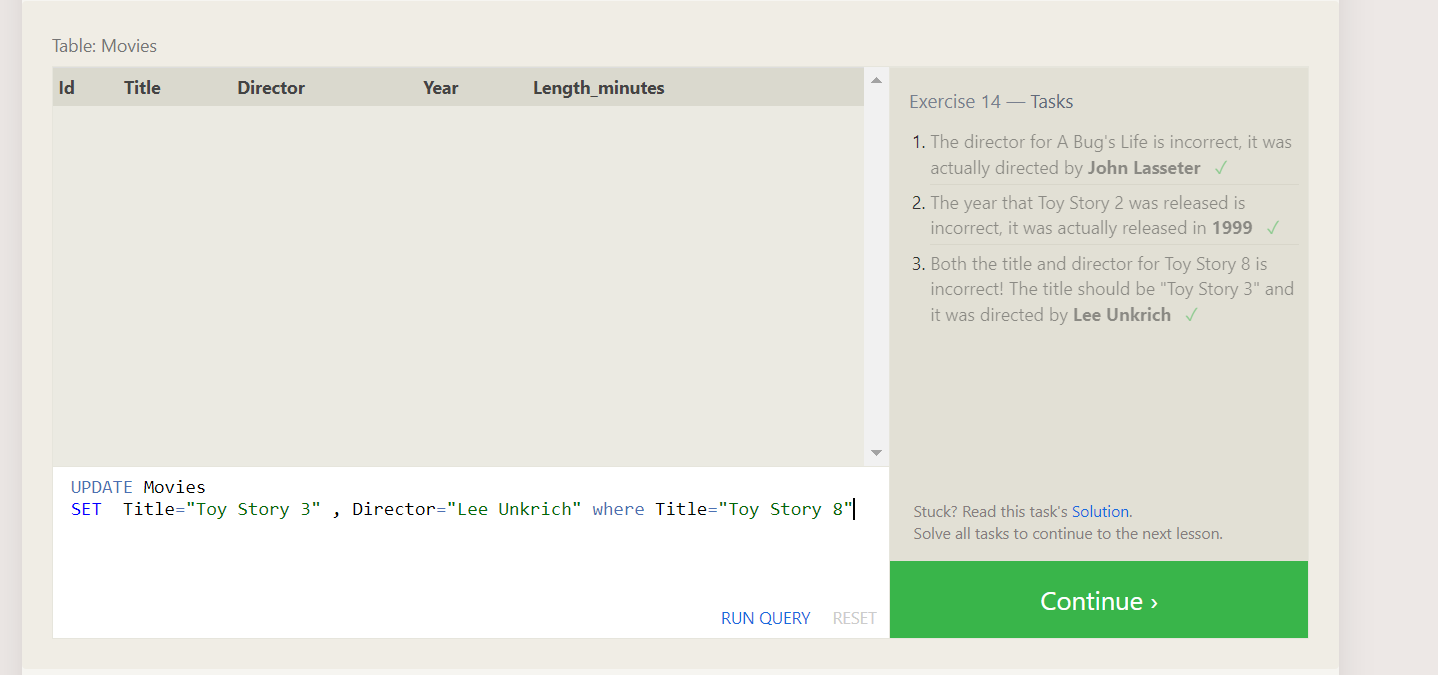 Table: Movies
Id Title Director Year Length_minutes
Exercise 14 — Tasks
1. The director for A Bug's Life is incorrect, it was
actually directed by John Lasseter ✓
2. The year that Toy Story 2 was released is
incorrect, it was actually released in 1999 ✓
3. Both the title and director for Toy Story 8 is
incorrect! The title should be "Toy Story 3" and
it was directed by Lee Unkrich ✓
UPDATE Movies
SET  Title="Toy Story 3" , Director="Lee Unkrich" where Title="Toy Story 8"
RUN QUERY RESET
Stuck? Read this task's Solution.
Solve all tasks to continue to the next lesson.
Continue ›